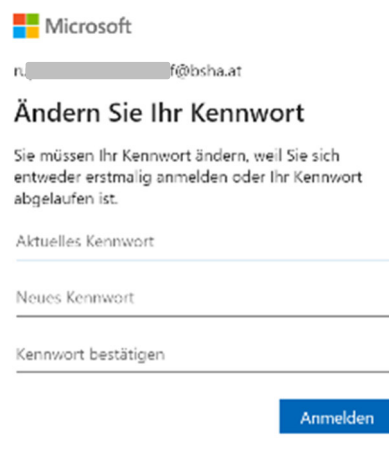 Microsoft
f@bsha.at
Ändern Sie Ihr Kennwort
Sie müssen Ihr Kennwort ändern, weil Sie sich
entweder erstmalig anmelden oder Ihr Kennwort
abgelaufen ist.
Aktuelles Kennwort
Neues Kennwort
Kennwort bestätigen
Anmelden